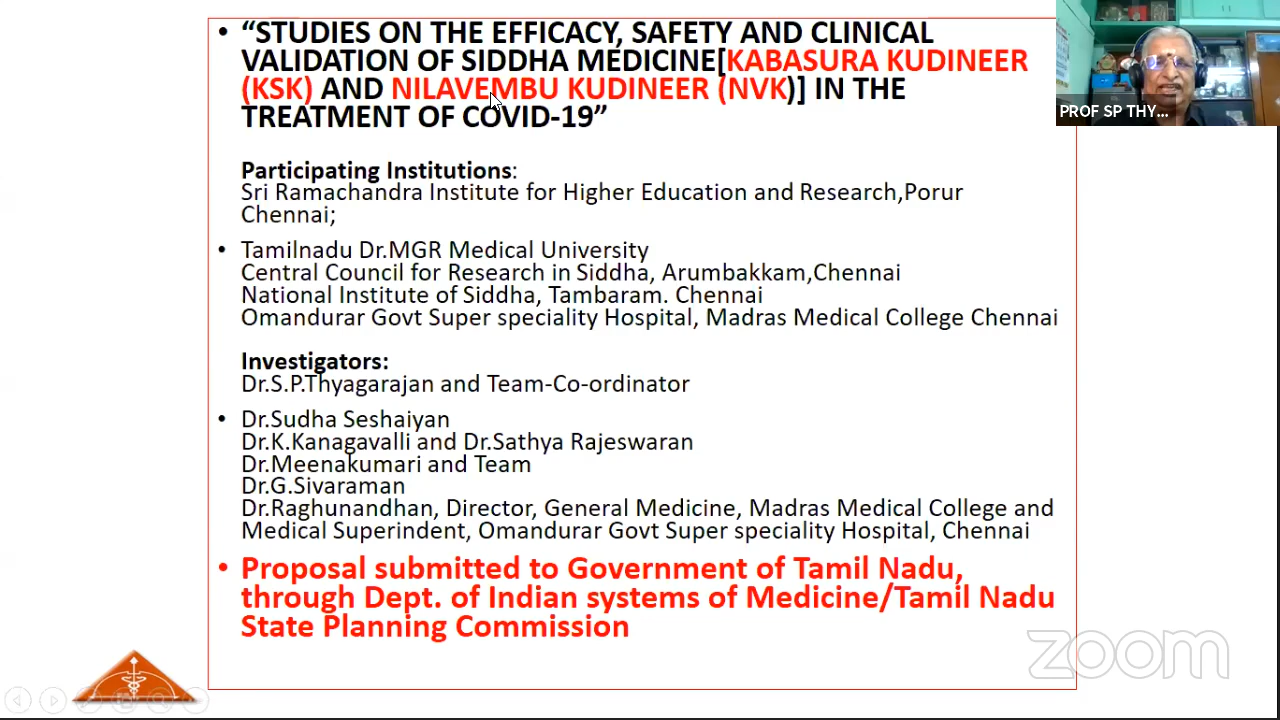 “STUDIES ON THE EFFICACY, SAFETY AND CLINICAL
VALIDATION OF SIDDHA MEDICINE[KABASURA KUDINEER
(KSK) AND NILAVEMBU KUDINEER (NVK)] IN THE
TREATMENT OF COVID-19”
Participating Institutions:
Sri Ramachandra Institute for Higher Education and Research,Porur
Chennai;
Tamilnadu Dr.MGR Medical University
Central Council for Research in Siddha, Arumbakkam,Chennai
National Institute of Siddha, Tambaram. Chennai
Omandurar Govt Super speciality Hospital, Madras Medical College Chennai
Investigators:
Dr.S.P.Thyagarajan and Team-Co-ordinator
Dr.Sudha Seshaiyan
Dr.K.Kanagavalli and Dr.Sathya Rajeswaran
Dr.Meenakumari and Team
Dr.G.Sivaraman
Dr.Raghunandhan, Director, General Medicine, Madras Medical College and
Medical Superindent, Omandurar Govt Super speciality Hospital, Chennai
Proposal submitted to Government of Tamil Nadu,
through Dept. of Indian systems of Medicine/Tamil Nadu
State Planning Commission
PROF SP THY...
zoom